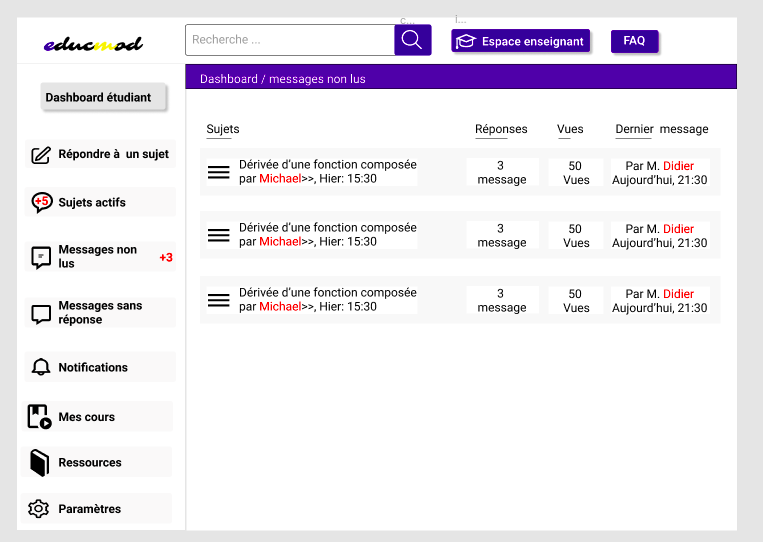 c... i...
educmod
Recherche ...
Espace enseignant
FAQ
Dashboard / messages non lus
Dashboard étudiant
Répondre à un sujet
+5 Sujets actifs
Messages non
lus
+3
Messages sans
réponse
Notifications
Mes cours
Ressources
Paramètres
Sujets Réponses Vues Dernier message
Dérivée d'une fonction composée
par Michael>>, Hier: 15:30
3
message
50
Vues
Par M. Didier
Aujourd'hui, 21:30
Dérivée d'une fonction composée
par Michael>>, Hier: 15:30
3
message
50
Vues
Par M. Didier
Aujourd'hui, 21:30
Dérivée d'une fonction composée
par Michael>>, Hier: 15:30
3
message
50
Vues
Par M. Didier
Aujourd'hui, 21:30